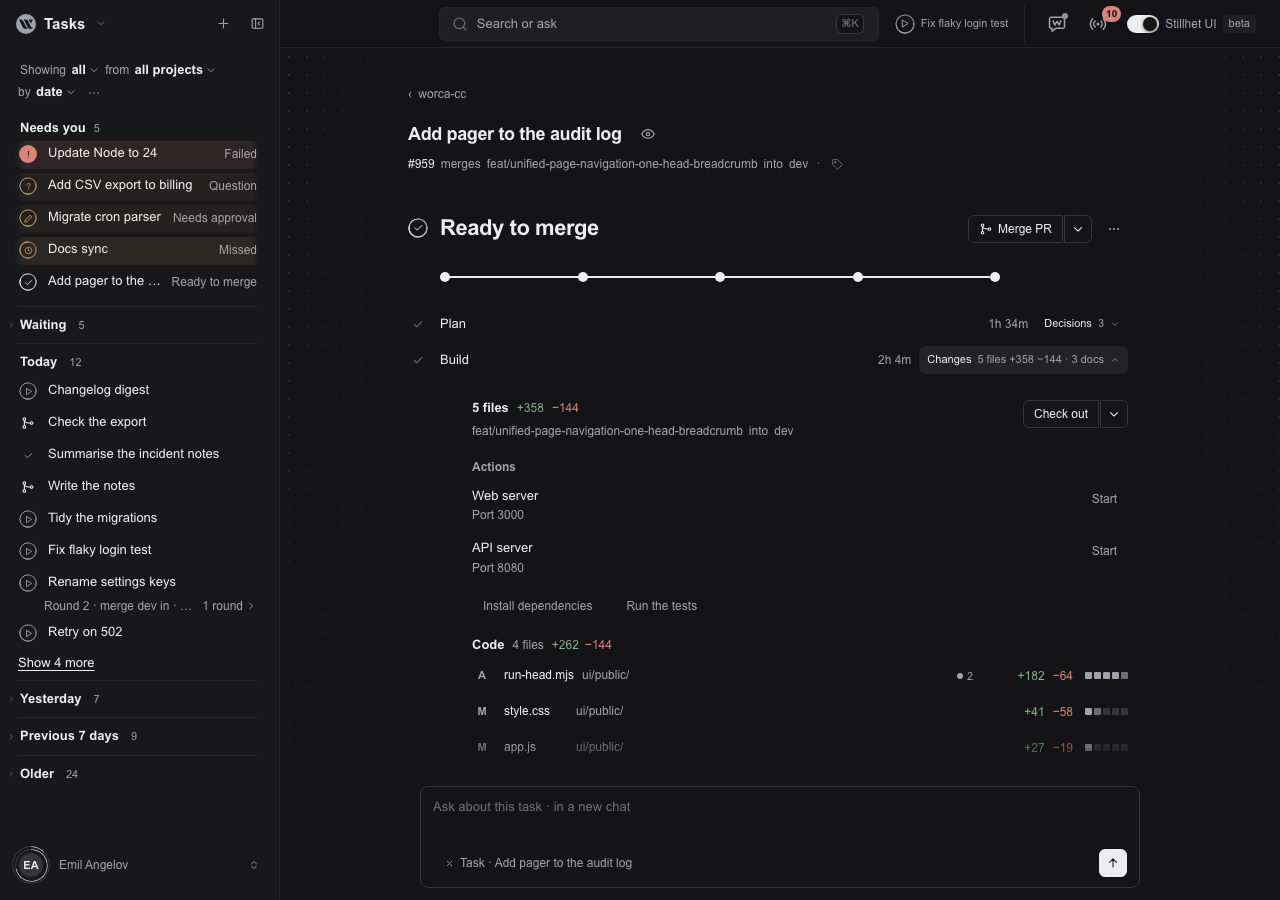 Tasks
Search or ask
⌘K
Fix flaky login test
10
Stillhet UI
beta
Showing all from all projects
by date ...
Needs you 5
! Update Node to 24 Failed
? Add CSV export to billing Question
Migrate cron parser Needs approval
Docs sync Missed
Add pager to the … Ready to merge
Waiting 5
Today 12
Changelog digest
Check the export
Summarise the incident notes
Write the notes
Tidy the migrations
Fix flaky login test
Rename settings keys
Round 2 · merge dev in · … 1 round
Retry on 502
Show 4 more
Yesterday 7
Previous 7 days 9
Older 24
EA Emil Angelov
‹ worca-cc
Add pager to the audit log
#959 merges feat/unified-page-navigation-one-head-breadcrumb into dev ·
Ready to merge
Merge PR
...
Plan 1h 34m Decisions 3
Build 2h 4m Changes 5 files +358 −144 · 3 docs
5 files +358 −144
Check out
feat/unified-page-navigation-one-head-breadcrumb into dev
Actions
Web server
Port 3000
Start
API server
Port 8080
Start
Install dependencies Run the tests
Code 4 files +262 −144
A run-head.mjs ui/public/ 2 +182 −64
M style.css ui/public/ +41 −58
M app.js ui/public/ +27 −19
Ask about this task · in a new chat
× Task · Add pager to the audit log